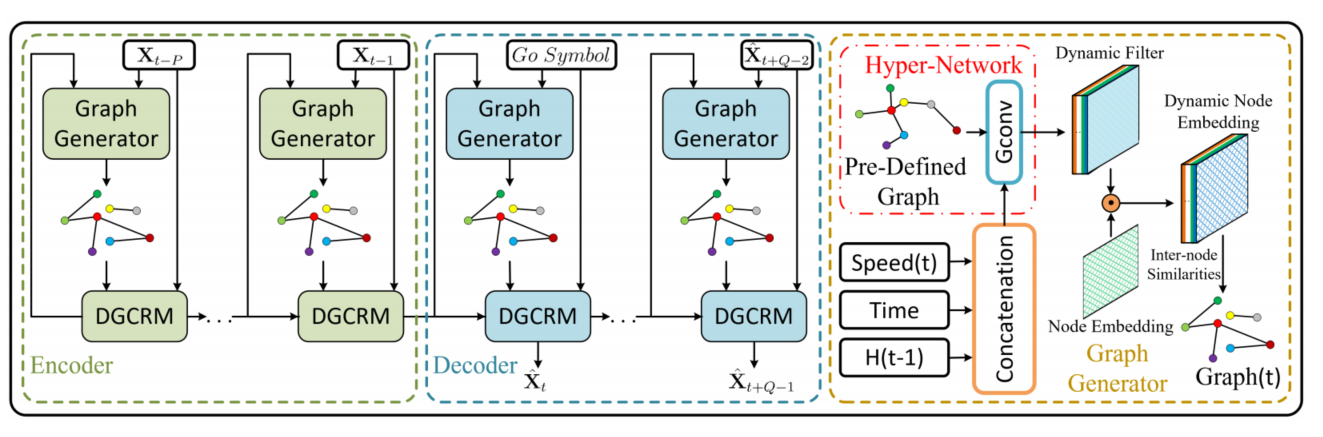 X_{t-P}
X_{t-1}
Graph
Generator
Graph
Generator
. . .
DGCRM
DGCRM
Encoder
Go Symbol
X̂_{t+Q-2}
Graph
Generator
Graph
Generator
. . .
DGCRM
DGCRM
Decoder
X̂_t
X̂_{t+Q-1}
Hyper-Network
Pre-Defined
Graph
Gconv
Dynamic Filter
Dynamic Node
Embedding
Speed(t)
Time
H(t-1)
Concatenation
Node Embedding
Inter-node
Similarities
Graph
Generator
Graph(t)